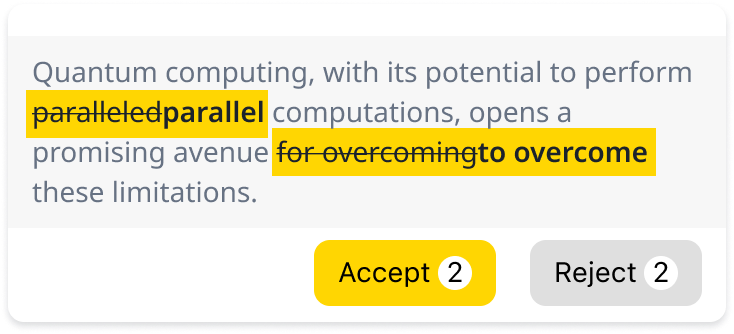 Quantum computing, with its potential to perform
paralleledparallel computations, opens a
promising avenue for overcomingto overcome
these limitations.
Accept 2 Reject 2